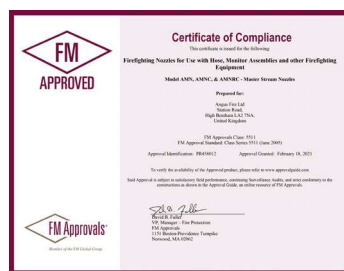 FM
APPROVED
Certificate of Compliance
This certificate is issued for the following:
Firefighting Nozzles for Use with Hose, Monitor Assemblies and other Firefighting
Equipment
Model AMN, AMNC, & AMNRC - Master Stream Nozzles
Prepared for:
Angus Fire Ltd
Station Road,
High Bentham LA2 7NA,
United Kingdom
FM Approvals Class: 5511
FM Approval Standard: Class Series 5511 (June 2005)
Approval Identification: PR456612 Approval Granted: February 18, 2021
To verify the availability of the Approved product, please refer to www.approvalguide.com
Said Approval is subject to satisfactory field performance, continuing Surveillance Audits, and strict conformity to the
constructions as shown in the Approval Guide, an online resource of FM Approvals.
David B. Fuller
VP, Manager - Fire Protection
FM Approvals
1151 Boston-Providence Turnpike
Norwood, MA 02062
FM Approvals
Member of the FM Global Group